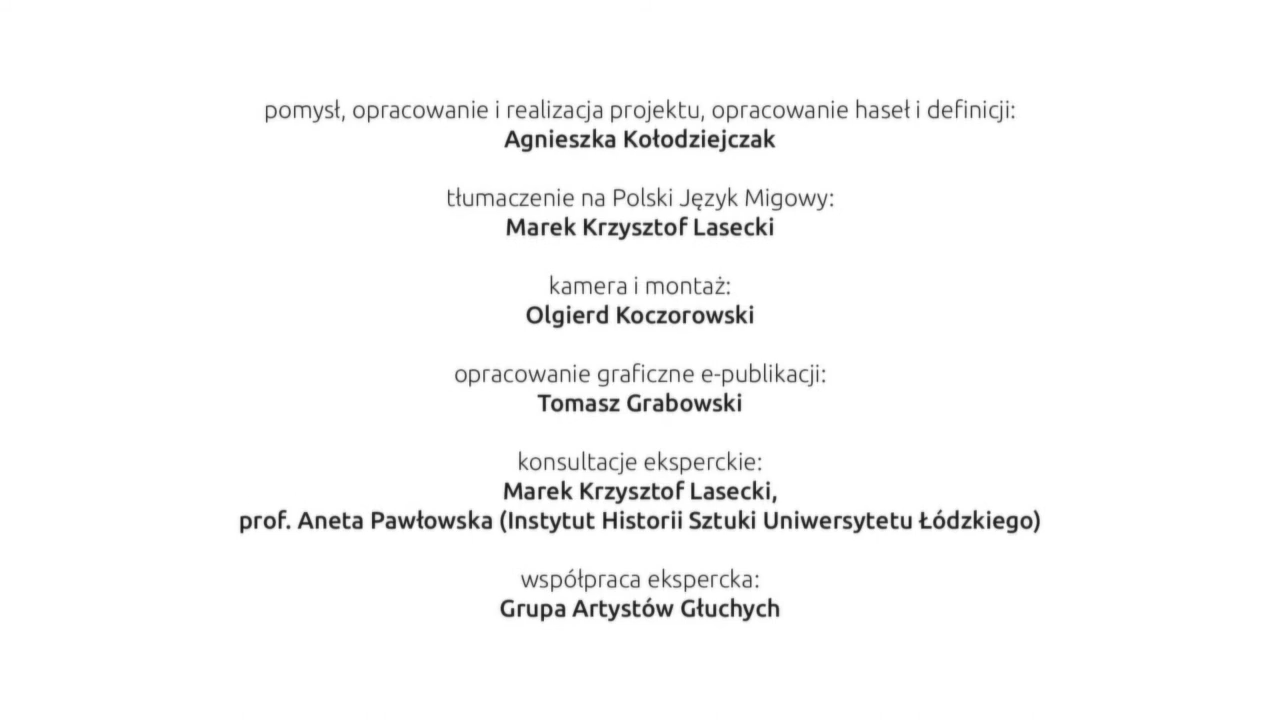 pomysł, opracowanie i realizacja projektu, opracowanie haseł i definicji:
Agnieszka Kołodziejczak
tłumaczenie na Polski Język Migowy:
Marek Krzysztof Lasecki
kamera i montaż:
Olgierd Koczorowski
opracowanie graficzne e-publikacji:
Tomasz Grabowski
konsultacje eksperckie:
Marek Krzysztof Lasecki,
prof. Aneta Pawłowska (Instytut Historii Sztuki Uniwersytetu Łódzkiego)
współpraca ekspercka:
Grupa Artystów Głuchych